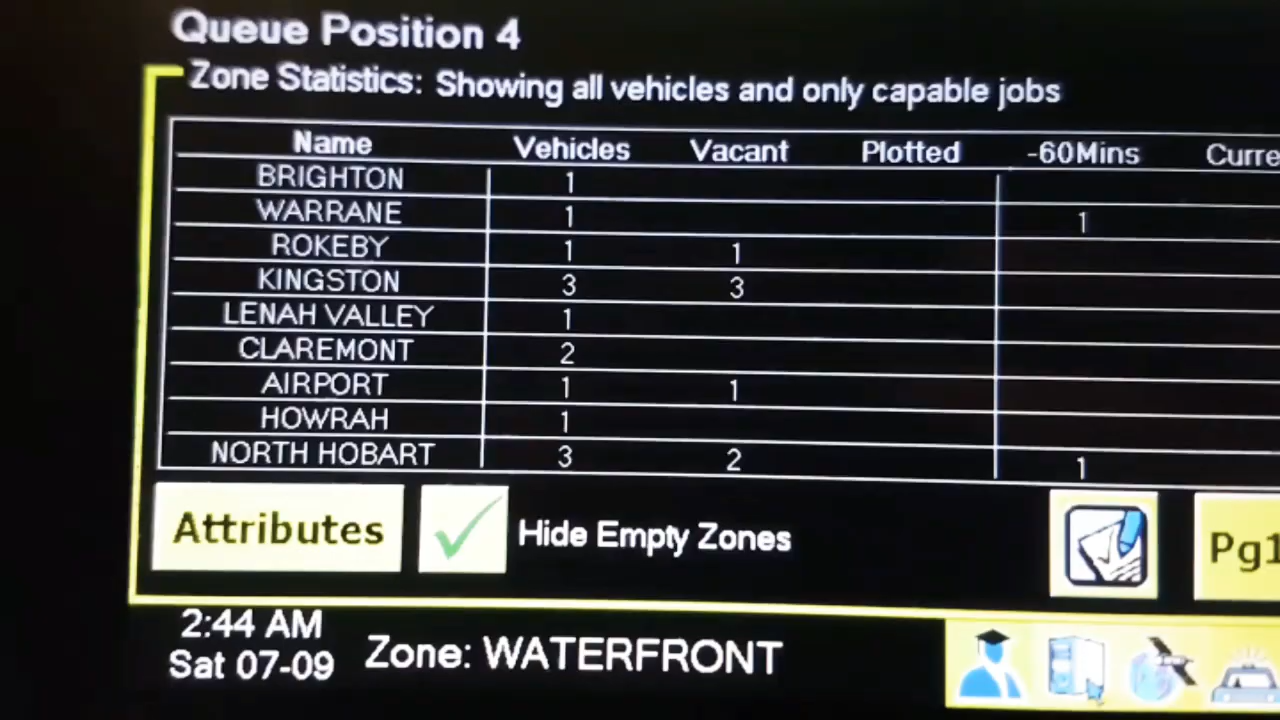 Queue Position 4
Zone Statistics: Showing all vehicles and only capable jobs
Name Vehicles Vacant Plotted -60Mins Curre
BRIGHTON 1
WARRANE 1 1
ROKEBY 1 1
KINGSTON 3 3
LENAH VALLEY 1
CLAREMONT 2
AIRPORT 1 1
HOWRAH 1
NORTH HOBART 3 2 1
Attributes Hide Empty Zones Pg1
2:44 AM
Sat 07-09 Zone: WATERFRONT